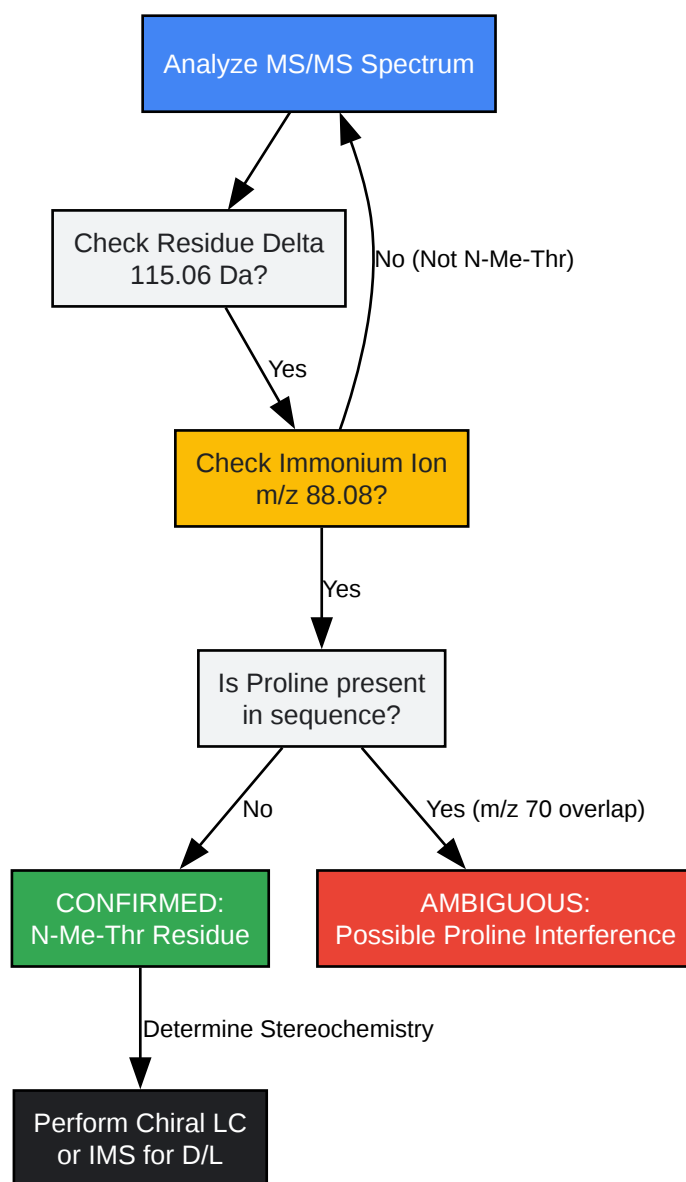 Analyze MS/MS Spectrum
Check Residue Delta
115.06 Da?
No (Not N-Me-Thr)
Yes
Check Immonium Ion
m/z 88.08?
Yes
Is Proline present
in sequence?
No
Yes (m/z 70 overlap)
CONFIRMED:
N-Me-Thr Residue
AMBIGUOUS:
Possible Proline Interference
Determine Stereochemistry
Perform Chiral LC
or IMS for D/L